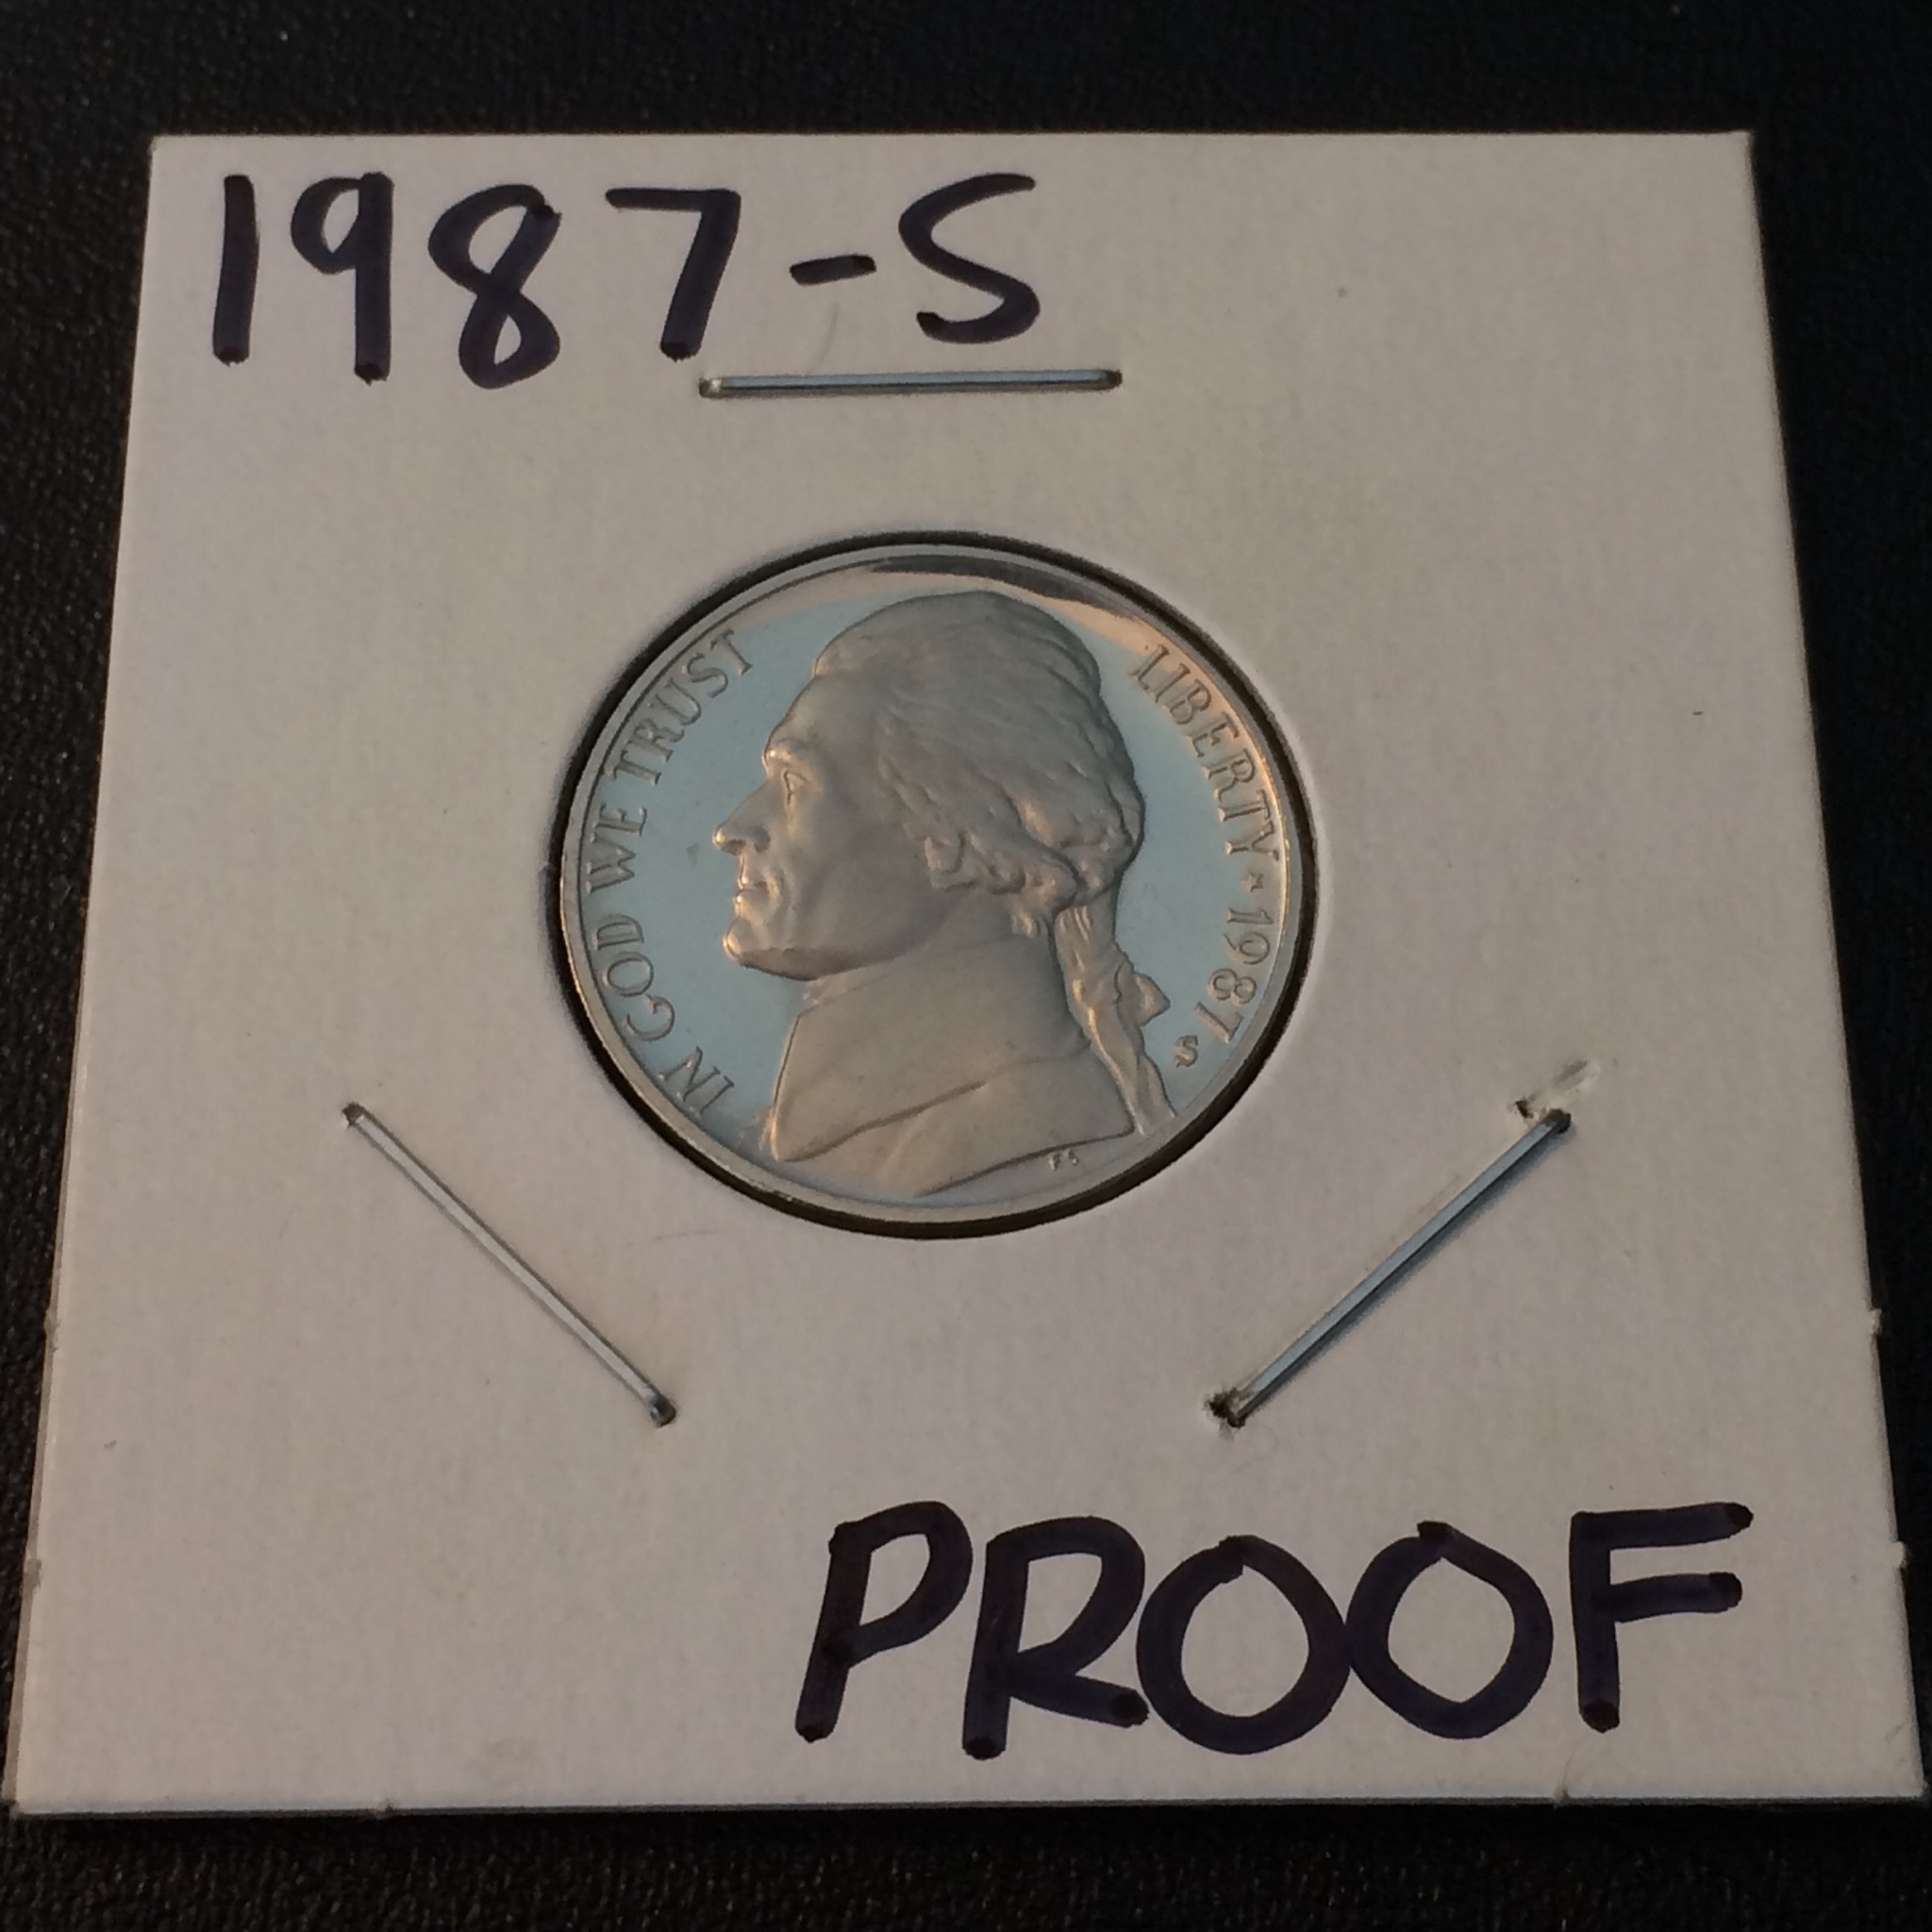 1987-S
IN GOD WE TRUST
LIBERTY ★ 1987
S
FS
PROOF